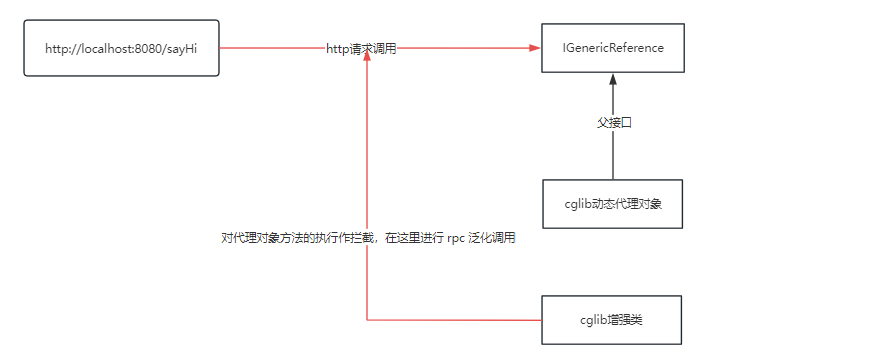 http://localhost:8080/sayHi
http请求调用
IGenericReference
父接口
cglib动态代理对象
对代理对象方法的执行作拦截，在这里进行 rpc 泛化调用
cglib增强类